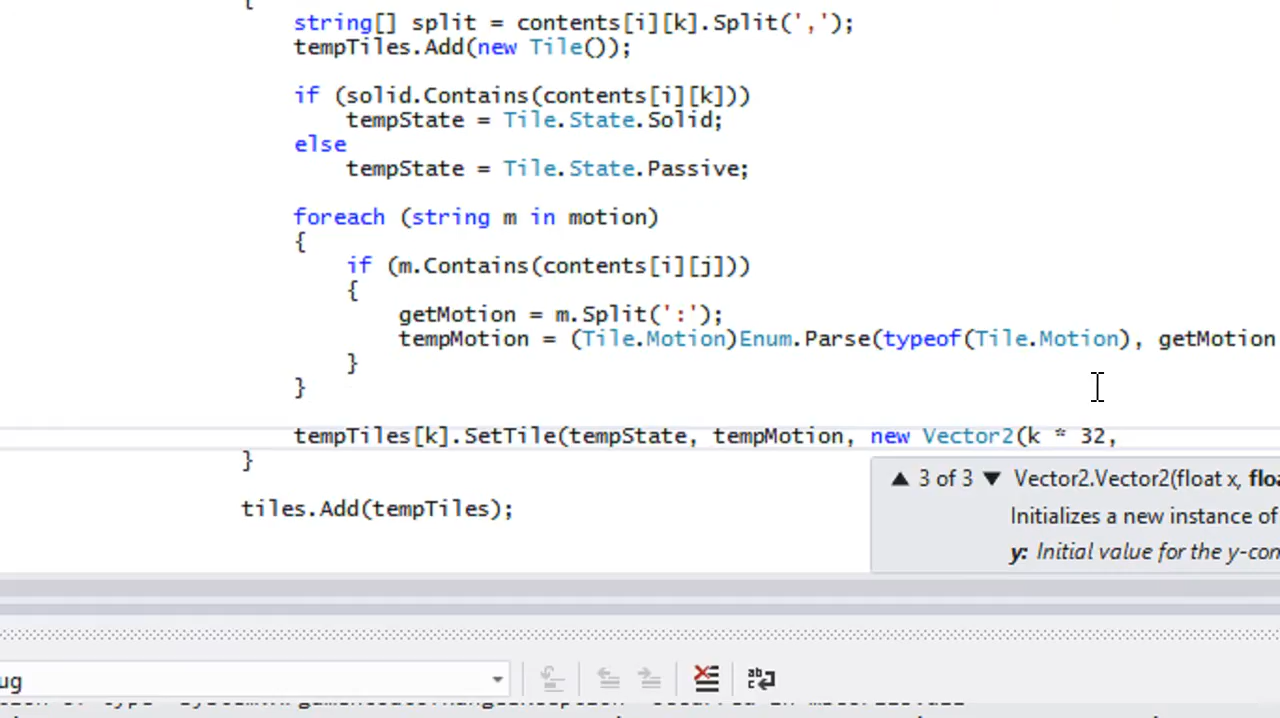 {
string[] split = contents[i][k].Split(',');
tempTiles.Add(new Tile());
if (solid.Contains(contents[i][k]))
tempState = Tile.State.Solid;
else
tempState = Tile.State.Passive;
foreach (string m in motion)
{
if (m.Contains(contents[i][j]))
{
getMotion = m.Split(':');
tempMotion = (Tile.Motion)Enum.Parse(typeof(Tile.Motion), getMotion
}
}
tempTiles[k].SetTile(tempState, tempMotion, new Vector2(k * 32,
}
▲ 3 of 3 ▼ Vector2.Vector2(float x, floa
tiles.Add(tempTiles);
Initializes a new instance of
y: Initial value for the y-con
ug